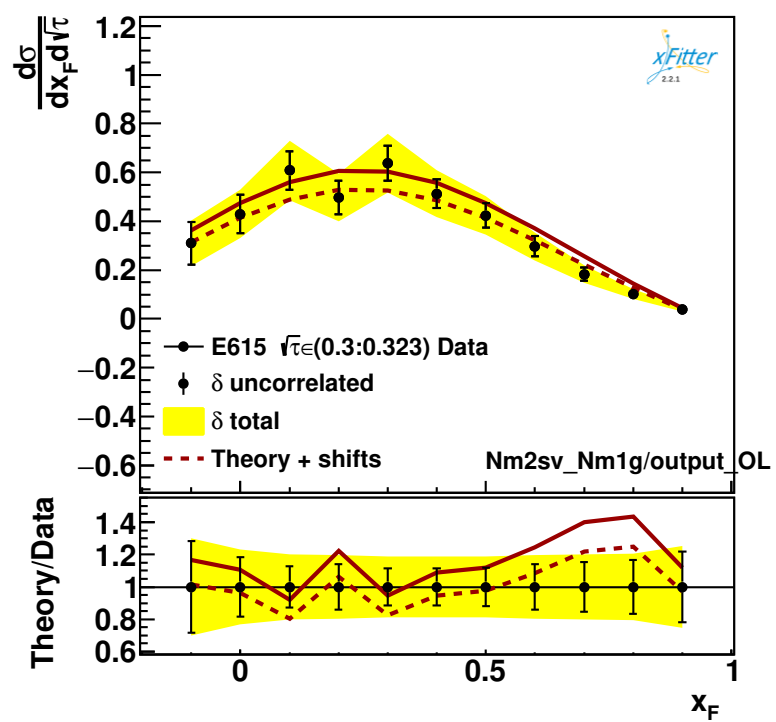 dσ
dx_F d√τ
1.2
1
0.8
0.6
0.4
0.2
0
−0.2
−0.4
−0.6
xFitter
2.2.1
E615 √τ∈(0.3:0.323) Data
δ uncorrelated
δ total
Theory + shifts
Nm2sv_Nm1g/output_OL
Theory/Data
1.4
1.2
1
0.8
0.6
0 0.5 1
x_F